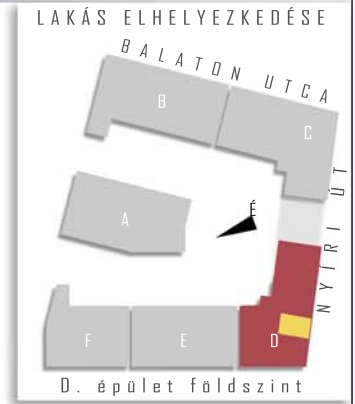 LAKÁS ELHELYEZKEDÉSE
BALATON UTCA
B
C
A
É
NYÍRI ÚT
F
E
D
D. épület földszint